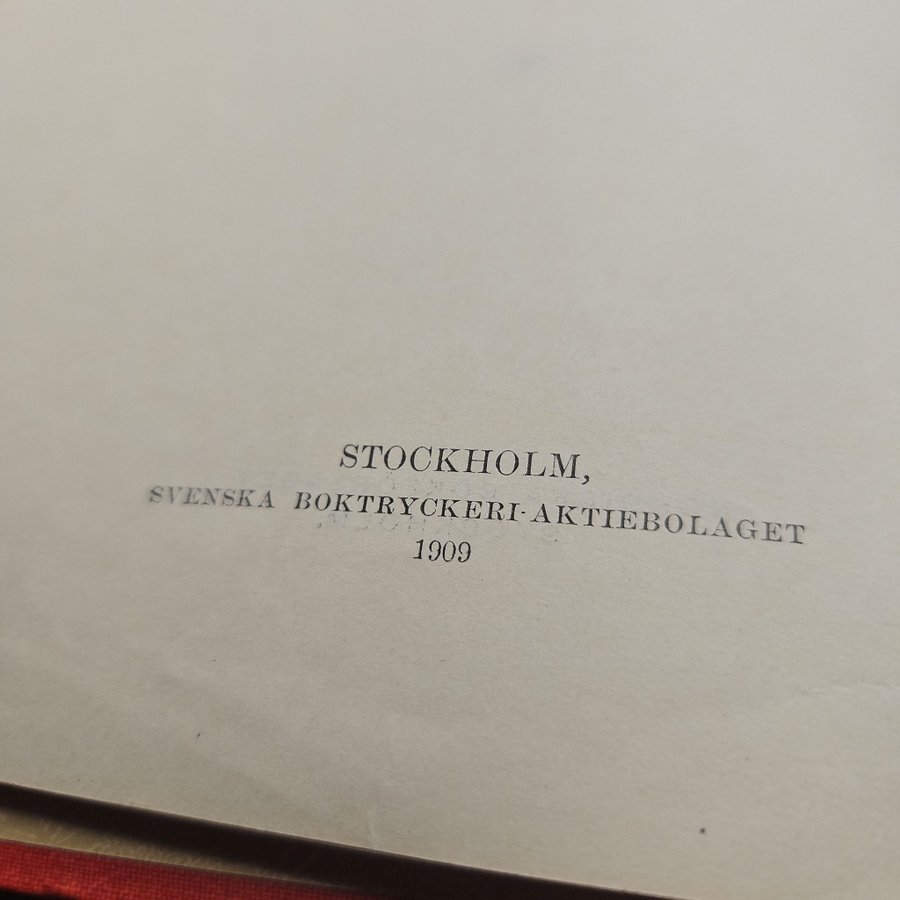 STOCKHOLM,
SVENSKA BOKTRYCKERI-AKTIEBOLAGET
1909